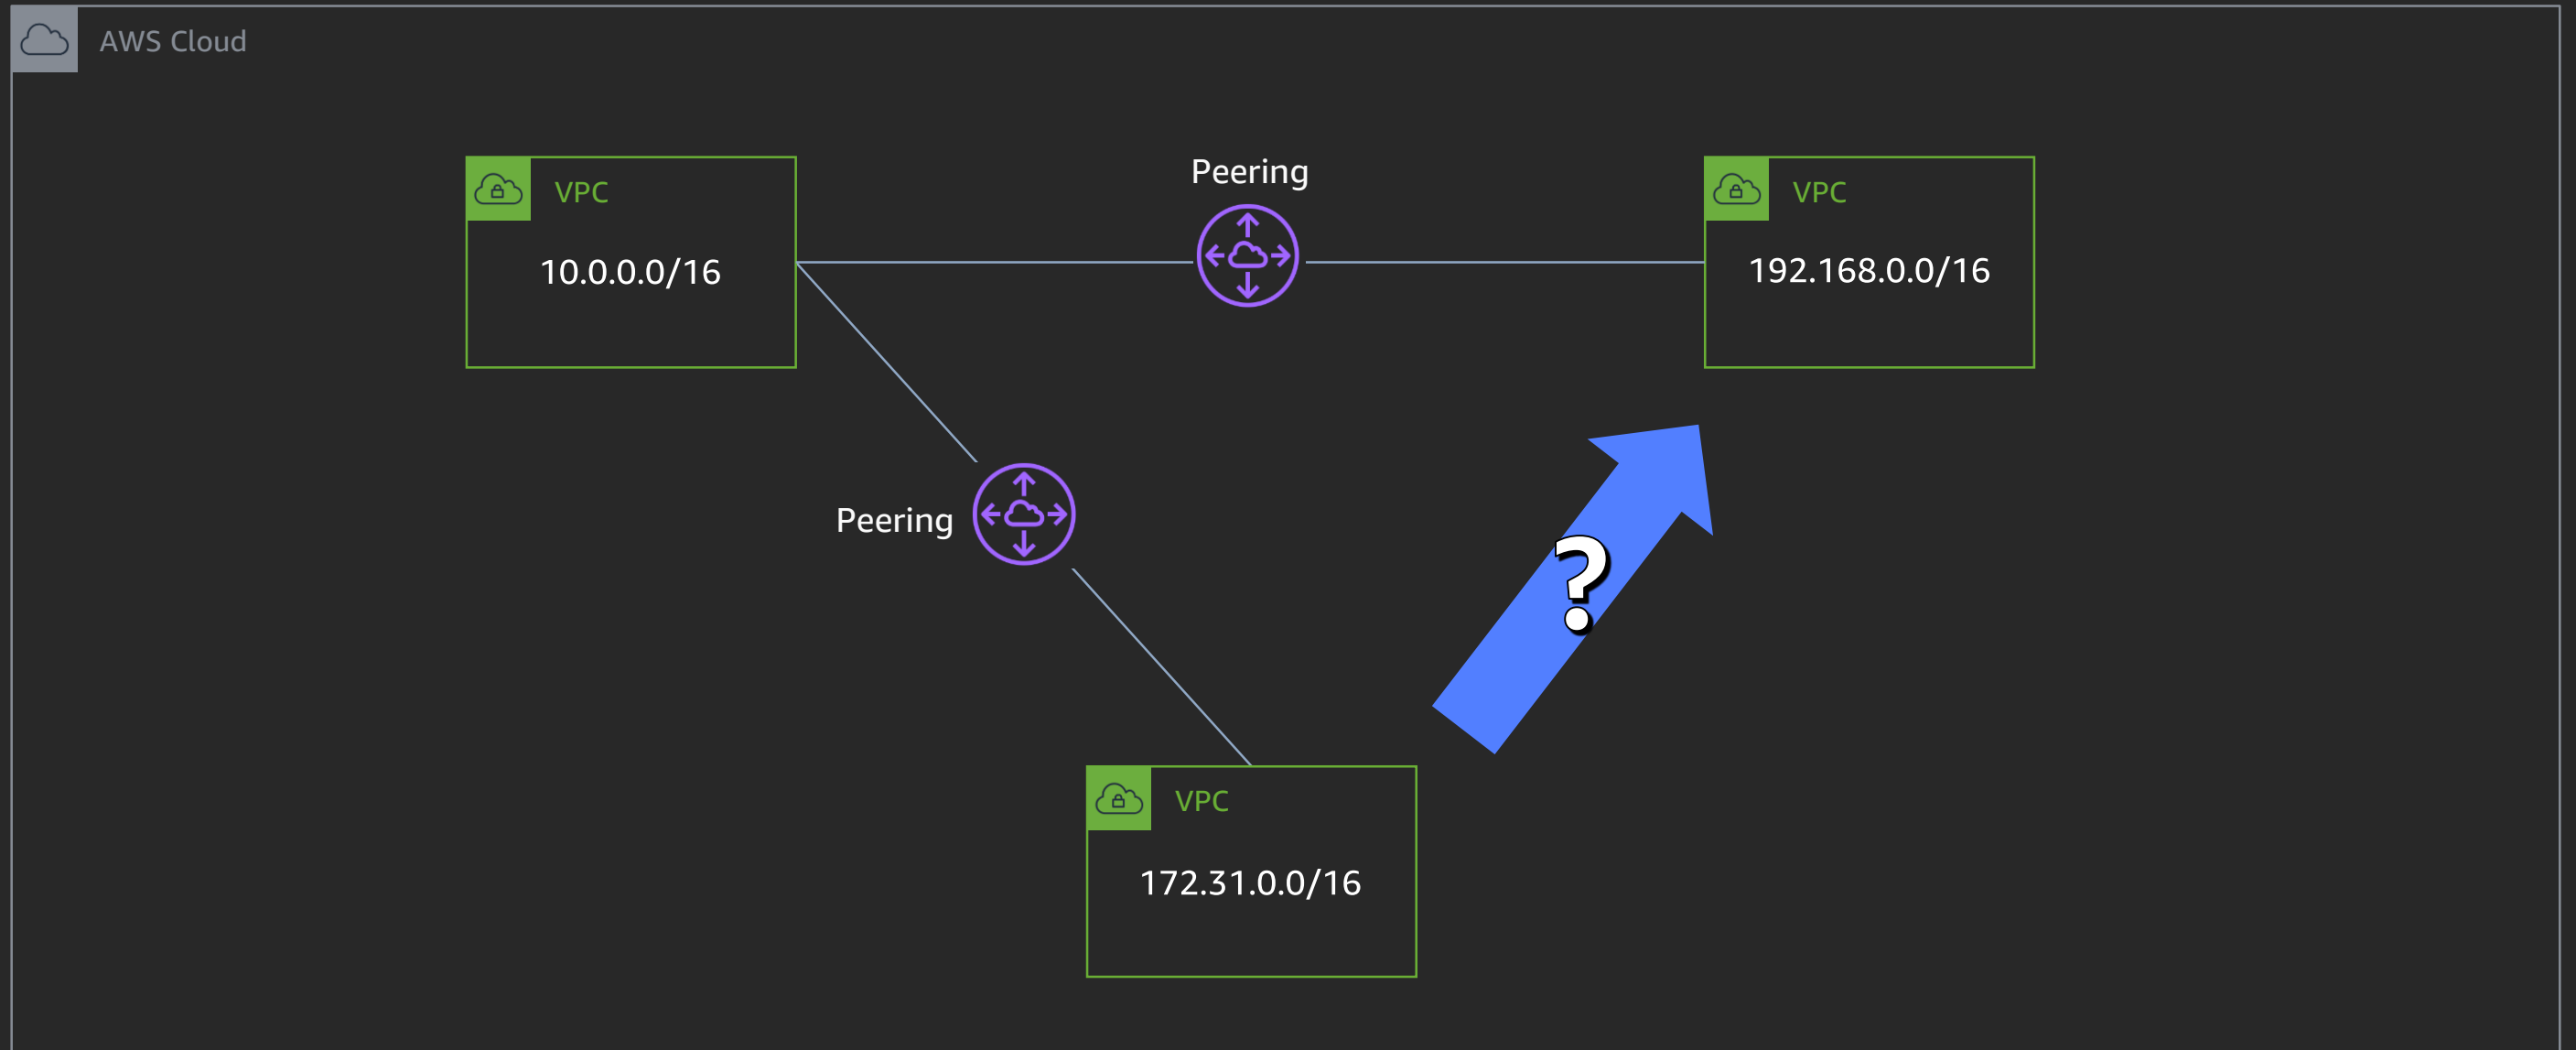 AWS Cloud
VPC
10.0.0.0/16
Peering
VPC
192.168.0.0/16
Peering
?
VPC
172.31.0.0/16